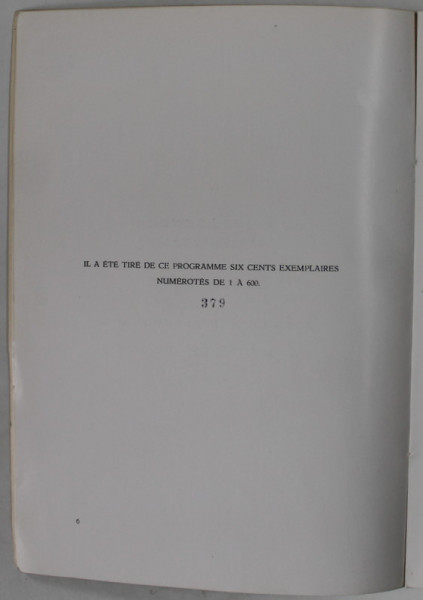 IL A ÉTÉ TIRÉ DE CE PROGRAMME SIX CENTS EXEMPLAIRES
NUMÉROTÉS DE 1 À 600.
379